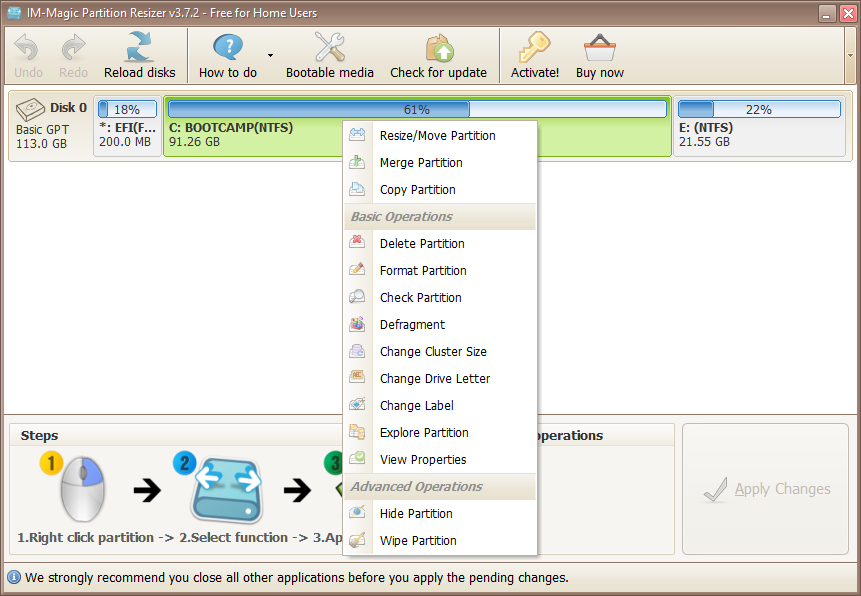 IM-Magic Partition Resizer v3.7.2 - Free for Home Users
Undo
Redo
Reload disks
How to do
Bootable media
Check for update
Activate!
Buy now
Disk 0
Basic GPT
113.0 GB
18%
*: EFI(F...
200.0 MB
61%
C: BOOTCAMP(NTFS)
91.26 GB
22%
E: (NTFS)
21.55 GB
Resize/Move Partition
Merge Partition
Copy Partition
Basic Operations
Delete Partition
Format Partition
Check Partition
Defragment
Change Cluster Size
Change Drive Letter
Change Label
Explore Partition
View Properties
Advanced Operations
Hide Partition
Wipe Partition
Steps
1
2
3
1.Right click partition -> 2.Select function -> 3.Ap
operations
Apply Changes
We strongly recommend you close all other applications before you apply the pending changes.